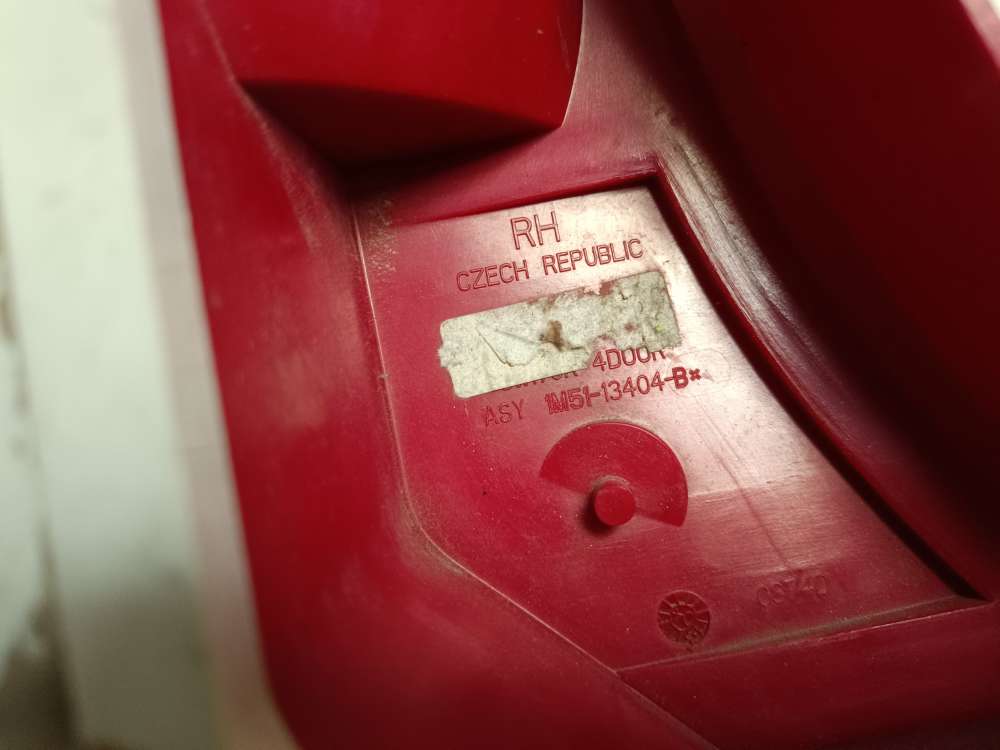 RH
CZECH REPUBLIC
4DOOR
ASY 1M51-13404-B*